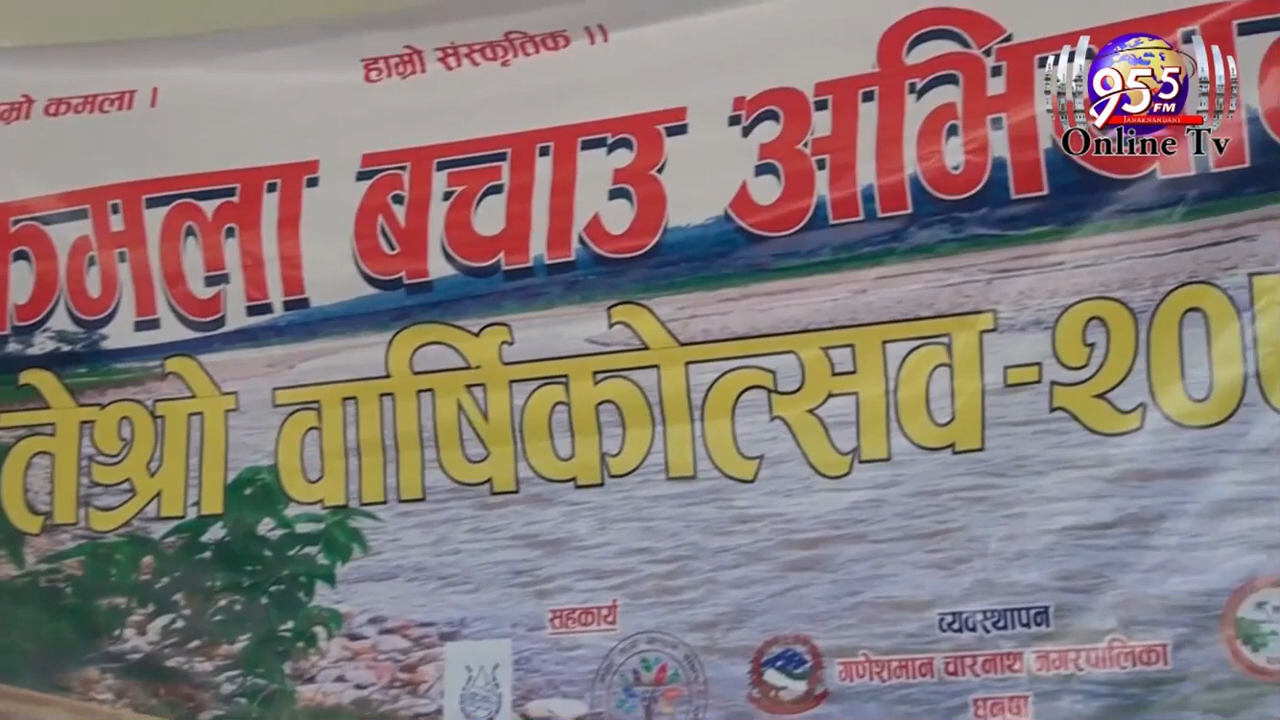 हाम्रो संस्कृतिक ।।
म्रो कमला ।
कमला बचाउ अभियान
तेश्रो वार्षिकोत्सव-२०
सहकार्य
व्यवस्थापन
गणेशमान चारनाथ नगरपालिका
धनुषा
95.5 FM
JANAKNANDANI
Online Tv